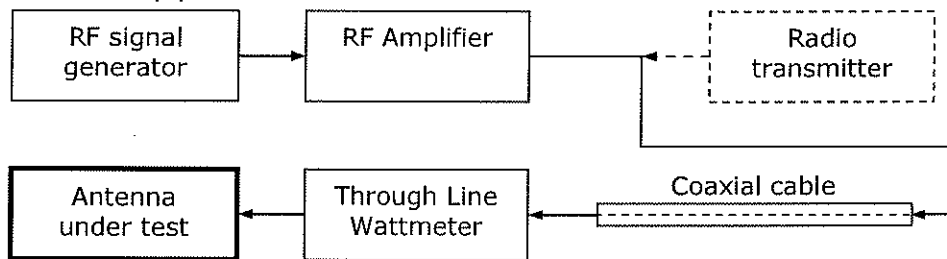 RF signal
generator
RF Amplifier
Radio
transmitter
Antenna
under test
Through Line
Wattmeter
Coaxial cable